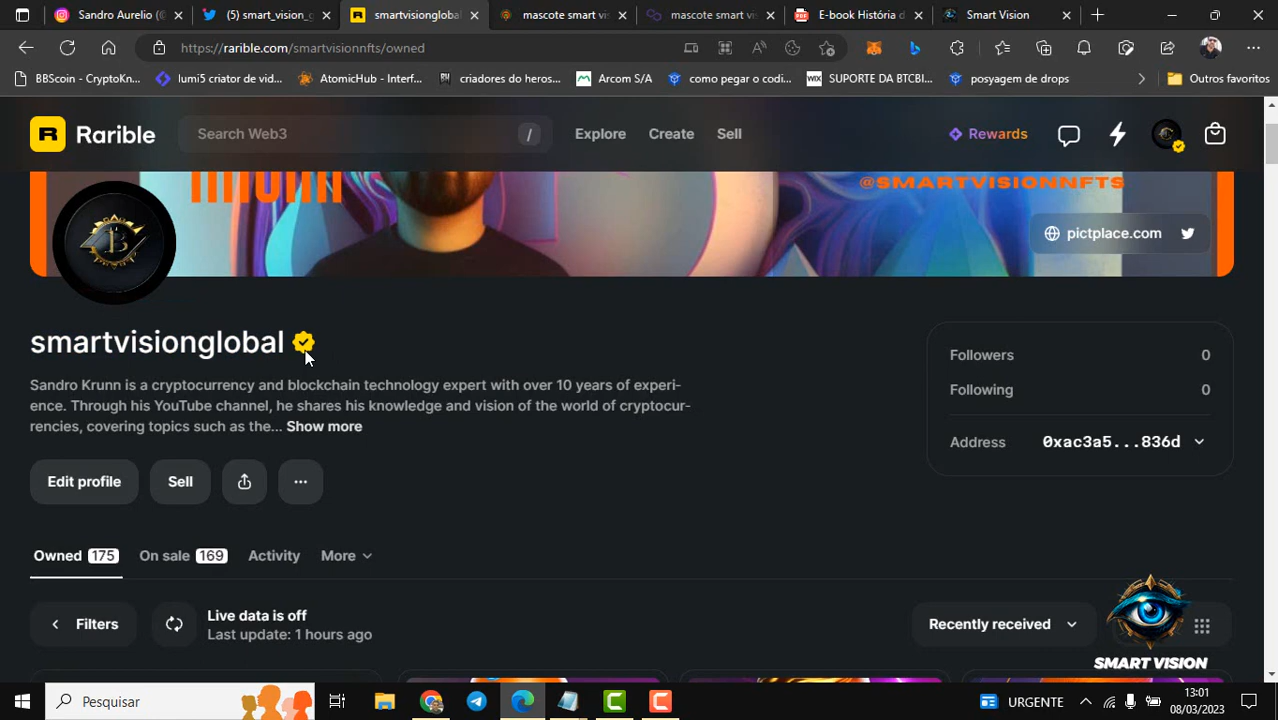 Sandro Aurelio (
(5) smart_vision_g
smartvisionglobal
mascote smart vis
mascote smart vis
E-book História d
Smart Vision
https://rarible.com/smartvisionnfts/owned
BBScoin - CryptoKn...
lumi5 criator de vid...
AtomicHub - Interf...
criadores do heros...
Arcom S/A
como pegar o codi...
SUPORTE DA BTCBI...
posyagem de drops
Outros favoritos
R Rarible
Search Web3 /
Explore
Create
Sell
Rewards
@SMARTVISIONNFTS
pictplace.com
smartvisionglobal
Sandro Krunn is a cryptocurrency and blockchain technology expert with over 10 years of experi-
ence. Through his YouTube channel, he shares his knowledge and vision of the world of cryptocur-
rencies, covering topics such as the... Show more
Followers 0
Following 0
Address 0xac3a5...836d
Edit profile
Sell
Owned 175
On sale 169
Activity
More
Filters
Live data is off
Last update: 1 hours ago
Recently received
SMART VISION
Pesquisar
URGENTE
13:01
08/03/2023